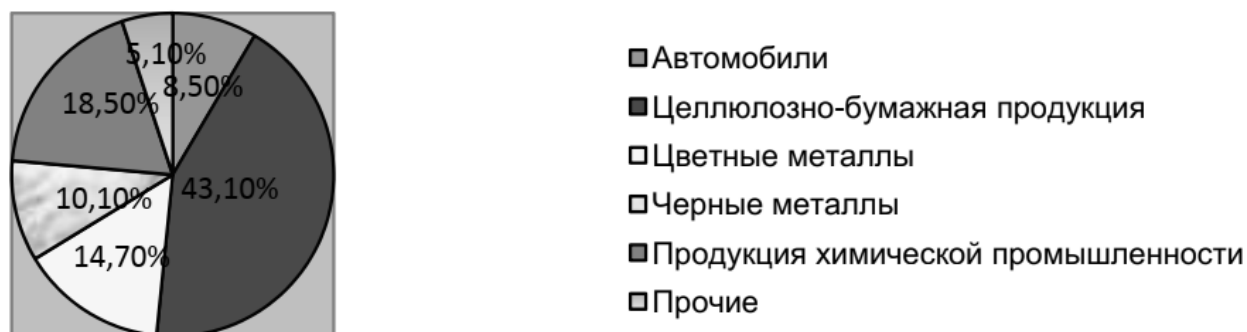 5,10%
8,50%
18,50%
43,10%
10,10%
14,70%
Автомобили
Целлюлозно-бумажная продукция
Цветные металлы
Черные металлы
Продукция химической промышленности
Прочие